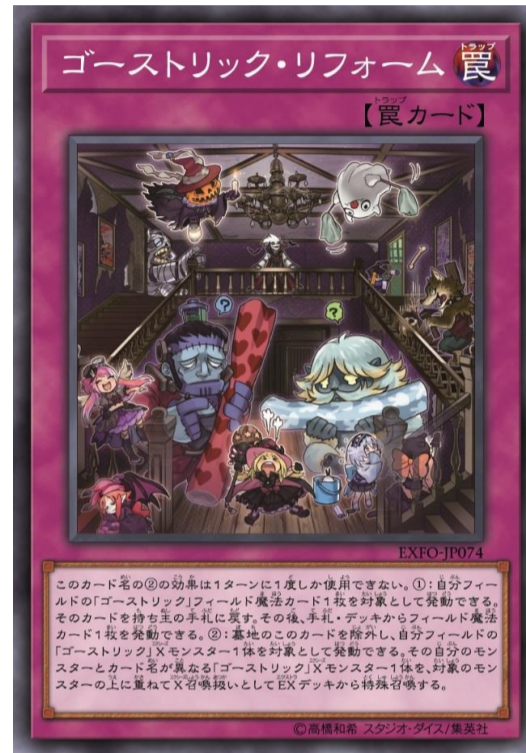 ゴーストリック・リフォーム
トラップ
罠
トラップ
【罠カード】
?
?
EXFO-JP074
このカード名の②の効果は1ターンに1度しか使用できない。①:自分フィー
ルドの「ゴーストリック」フィールド魔法カード1枚を対象として発動できる。
そのカードを持ち主の手札に戻す。その後、手札・デッキからフィールド魔法
カード1枚を発動できる。②:墓地のこのカードを除外し、自分フィールドの
「ゴーストリック」Xモンスター1体を対象として発動できる。その自分のモン
スターとカード名が異なる「ゴーストリック」Xモンスター1体を、対象のモン
スターの上に重ねてX召喚扱いとしてEXデッキから特殊召喚する。
©高橋和希 スタジオ・ダイス/集英社